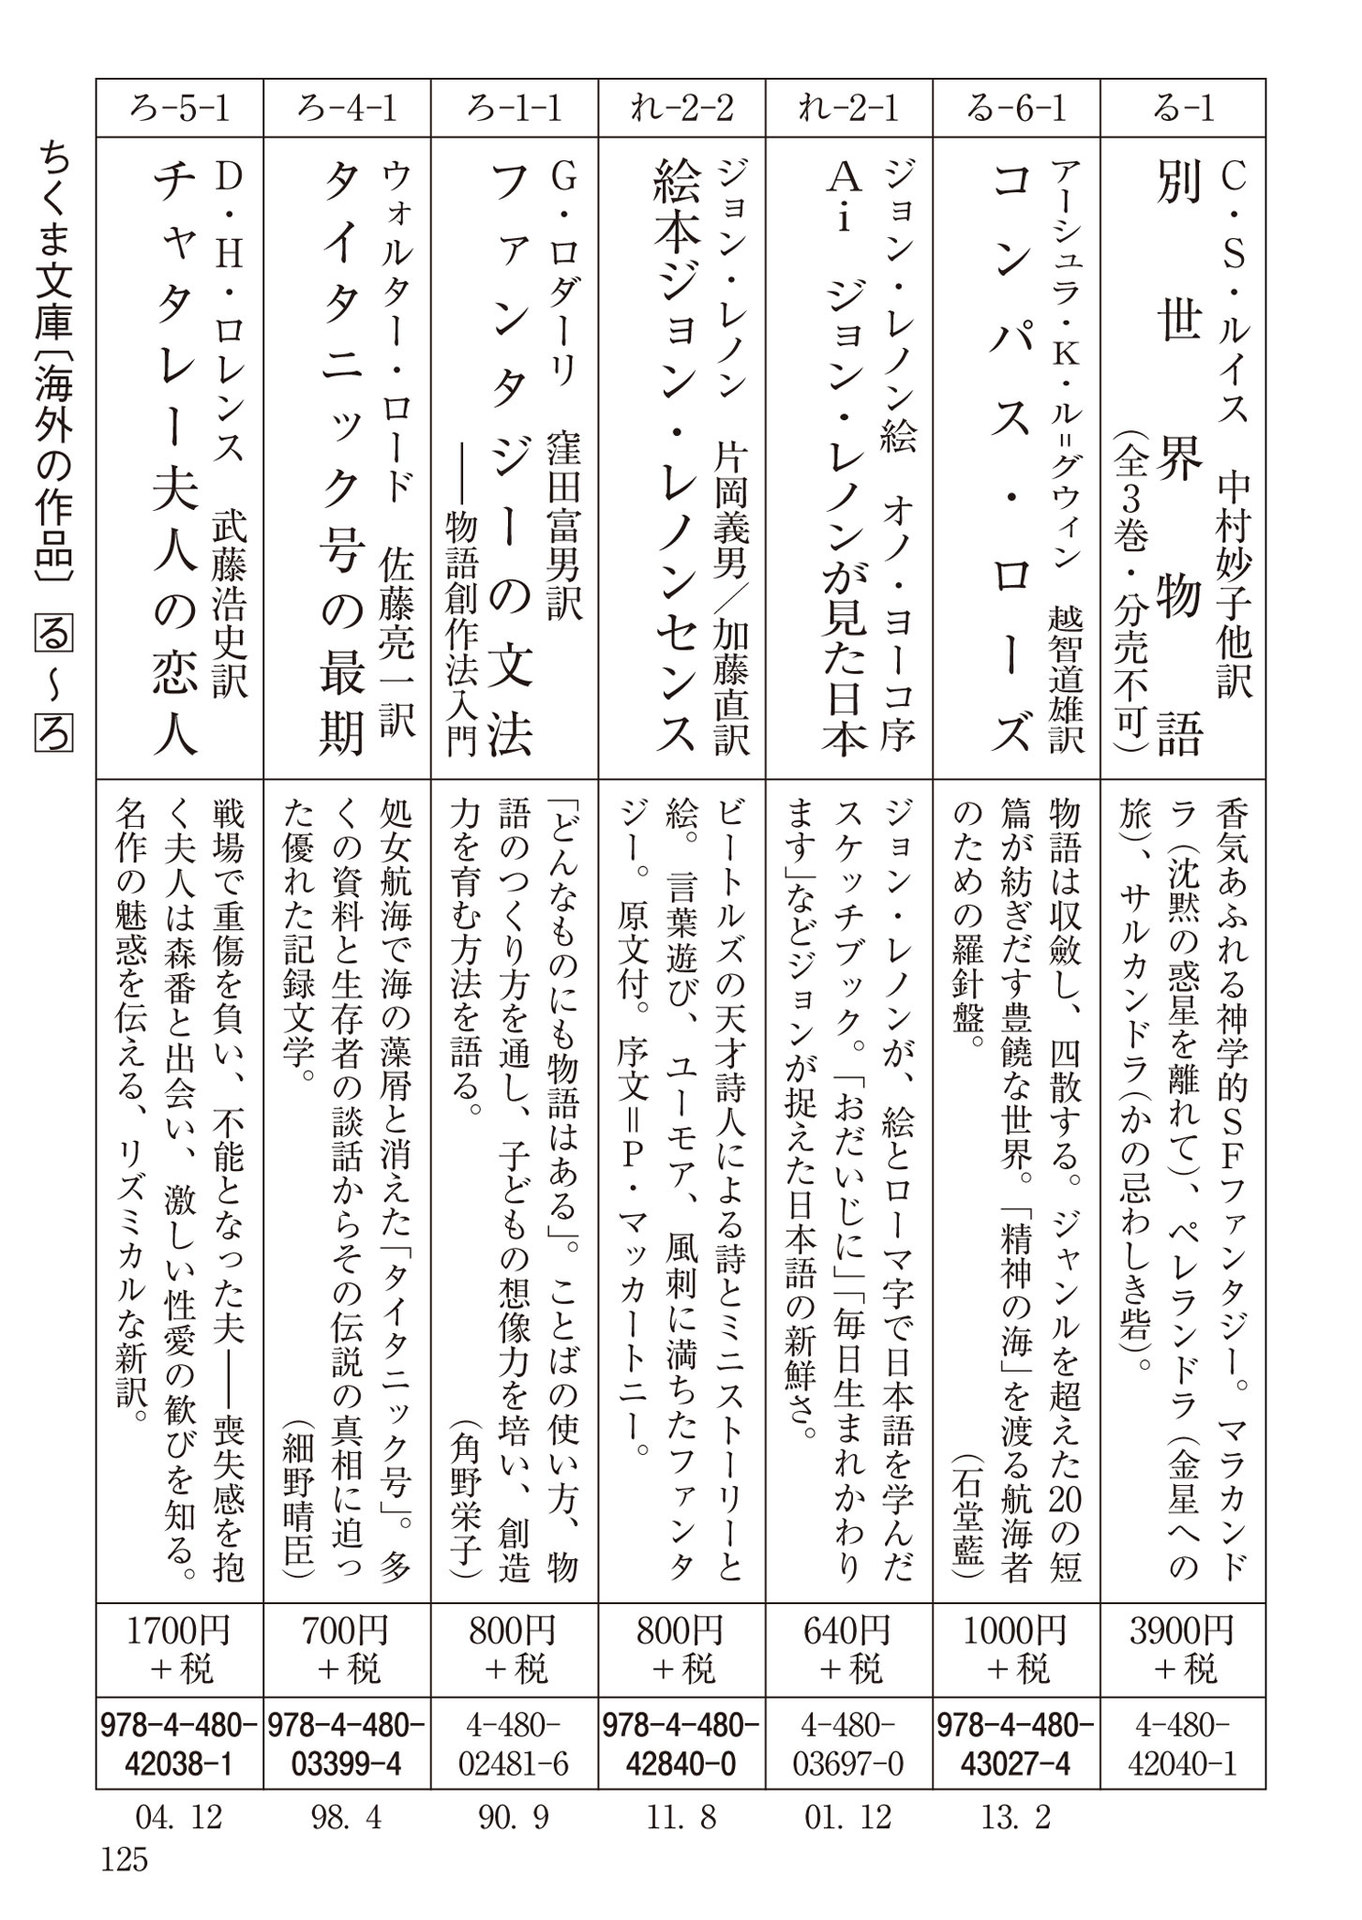 る-1
C・S・ルイス　中村妙子他訳
別世界物語
（全３巻・分売不可）
香気あふれる神学的ＳＦファンタジー。マラカンド
ラ（沈黙の惑星を離れて）、ペレランドラ（金星への
旅）、サルカンドラ（かの忌わしき砦）。
3900円
＋税
4-480-
42040-1
る-6-1
アーシュラ・K・ル＝グウィン　越智道雄訳
コンパス・ローズ
物語は収斂し、四散する。ジャンルを超えた20の短
篇が紡ぎだす豊饒な世界。「精神の海」を渡る航海者
のための羅針盤。　（石堂藍）
1000円
＋税
978-4-480-
43027-4
13. 2
れ-2-1
ジョン・レノン絵　オノ・ヨーコ序
Ai　ジョン・レノンが見た日本
ジョン・レノンが、絵とローマ字で日本語を学んだ
スケッチブック。「おだいじに」「毎日生まれかわり
ます」などジョンが捉えた日本語の新鮮さ。
640円
＋税
4-480-
03697-0
01. 12
れ-2-2
ジョン・レノン　片岡義男／加藤直訳
絵本ジョン・レノンセンス
ビートルズの天才詩人による詩とミニストーリーと
絵。言葉遊び、ユーモア、風刺に満ちたファンタ
ジー。原文付。序文＝P・マッカートニー。
800円
＋税
978-4-480-
42840-0
11. 8
ろ-1-1
G・ロダーリ　窪田富男訳
ファンタジーの文法
――物語創作法入門
「どんなものにも物語はある」。ことばの使い方、物
語のつくり方を通し、子どもの想像力を培い、創造
力を育む方法を語る。　（角野栄子）
800円
＋税
4-480-
02481-6
90. 9
ろ-4-1
ウォルター・ロード　佐藤亮一訳
タイタニック号の最期
処女航海で海の藻屑と消えた「タイタニック号」。多
くの資料と生存者の談話からその伝説の真相に迫っ
た優れた記録文学。　（細野晴臣）
700円
＋税
978-4-480-
03399-4
98. 4
ろ-5-1
D・H・ロレンス　武藤浩史訳
チャタレー夫人の恋人
戦場で重傷を負い、不能となった夫――喪失感を抱
く夫人は森番と出会い、激しい性愛の歓びを知る。
名作の魅惑を伝える、リズミカルな新訳。
1700円
＋税
978-4-480-
42038-1
04. 12
ちくま文庫〔海外の作品〕 る～ろ
125